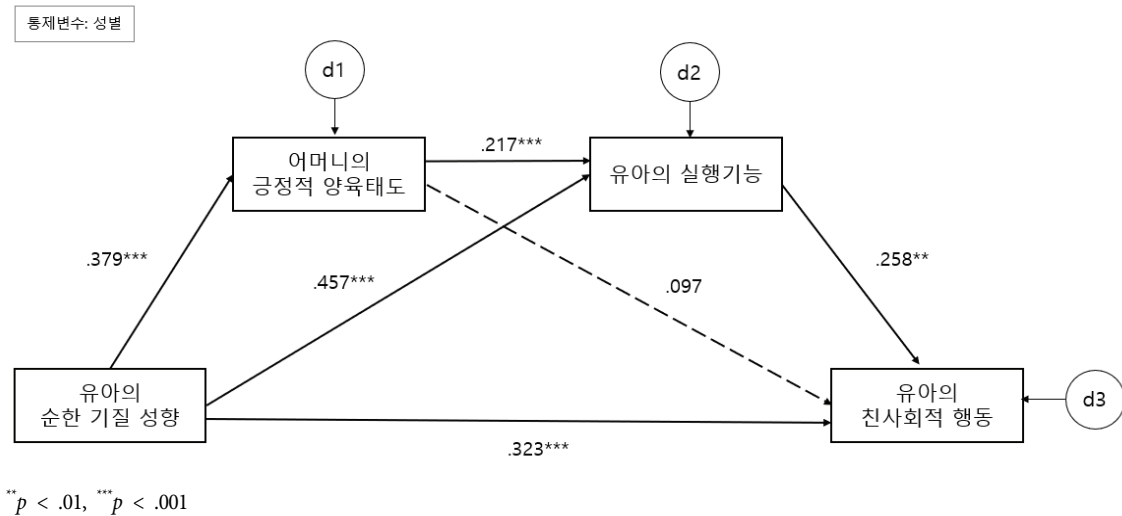 통제변수: 성별
d1
d2
.217***
어머니의
긍정적 양육태도
유아의 실행기능
.379***
.457***
.097
.258**
유아의
순한 기질 성향
유아의
친사회적 행동
d3
.323***
**p < .01, ***p < .001